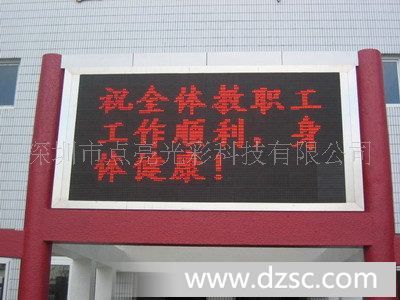 祝全体教职工
工作顺利，身
体健康！
深圳市点亮光彩科技有限公司
www.dzsc.com